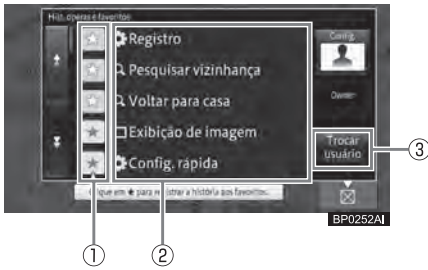 Hist. operas e favoritos
Registro
Config.
Pesquisar vizinhança
Voltar para casa
Owner
Exibição de imagem
Trocar
usuário
③
Config. rápida
Clique em ★ para registrar a história aos favoritos.
BP0252AI
① ②